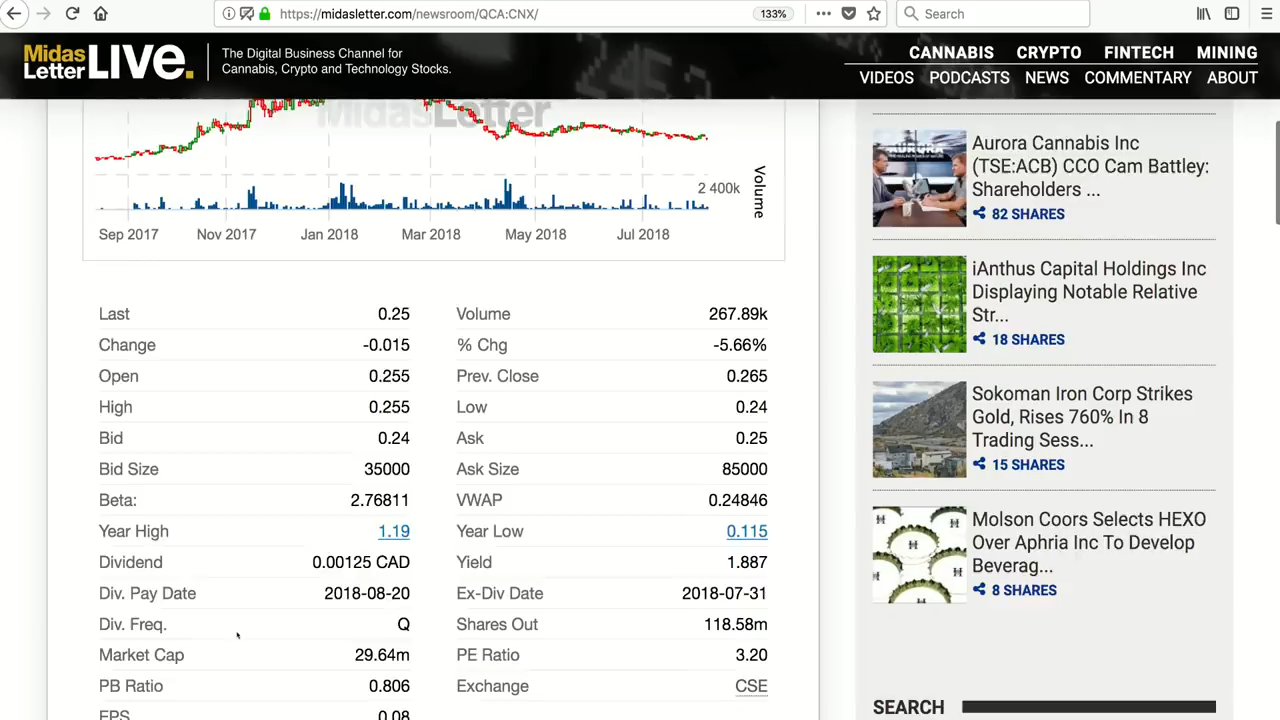 https://midasletter.com/newsroom/QCA:CNX/
133%
Search
Midas
Letter LIVE.
The Digital Business Channel for
Cannabis, Crypto and Technology Stocks.
CANNABIS CRYPTO FINTECH MINING
VIDEOS PODCASTS NEWS COMMENTARY ABOUT
MidasLetter
2 400k
Volume
Sep 2017 Nov 2017 Jan 2018 Mar 2018 May 2018 Jul 2018
Last 0.25 Volume 267.89k
Change -0.015 % Chg -5.66%
Open 0.255 Prev. Close 0.265
High 0.255 Low 0.24
Bid 0.24 Ask 0.25
Bid Size 35000 Ask Size 85000
Beta: 2.76811 VWAP 0.24846
Year High 1.19 Year Low 0.115
Dividend 0.00125 CAD Yield 1.887
Div. Pay Date 2018-08-20 Ex-Div Date 2018-07-31
Div. Freq. Q Shares Out 118.58m
Market Cap 29.64m PE Ratio 3.20
PB Ratio 0.806 Exchange CSE
EPS 0.08
AURORA
Aurora Cannabis Inc
(TSE:ACB) CCO Cam Battley:
Shareholders ...
82 SHARES
iAnthus Capital Holdings Inc
Displaying Notable Relative
Str...
18 SHARES
Sokoman Iron Corp Strikes
Gold, Rises 760% In 8
Trading Sess...
15 SHARES
Molson Coors Selects HEXO
Over Aphria Inc To Develop
Beverag...
8 SHARES
SEARCH